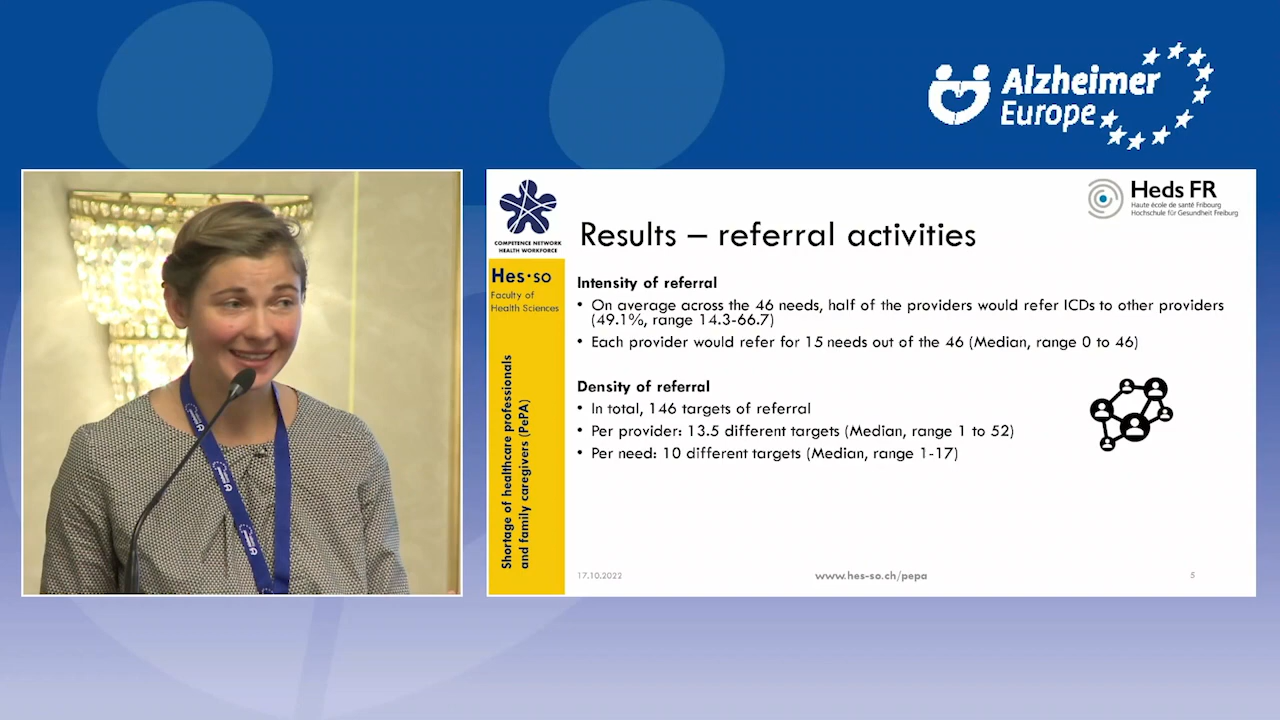 Alzheimer
Europe
COMPETENCE NETWORK
HEALTH WORKFORCE
Heds FR
Haute école de santé Fribourg
Hochschule für Gesundheit Freiburg
Results – referral activities
Hes·so
Faculty of
Health Sciences
Shortage of healthcare professionals
and family caregivers (PePA)
Intensity of referral
• On average across the 46 needs, half of the providers would refer ICDs to other providers
(49.1%, range 14.3-66.7)
• Each provider would refer for 15 needs out of the 46 (Median, range 0 to 46)
Density of referral
• In total, 146 targets of referral
• Per provider: 13.5 different targets (Median, range 1 to 52)
• Per need: 10 different targets (Median, range 1-17)
17.10.2022
www.hes-so.ch/pepa
5